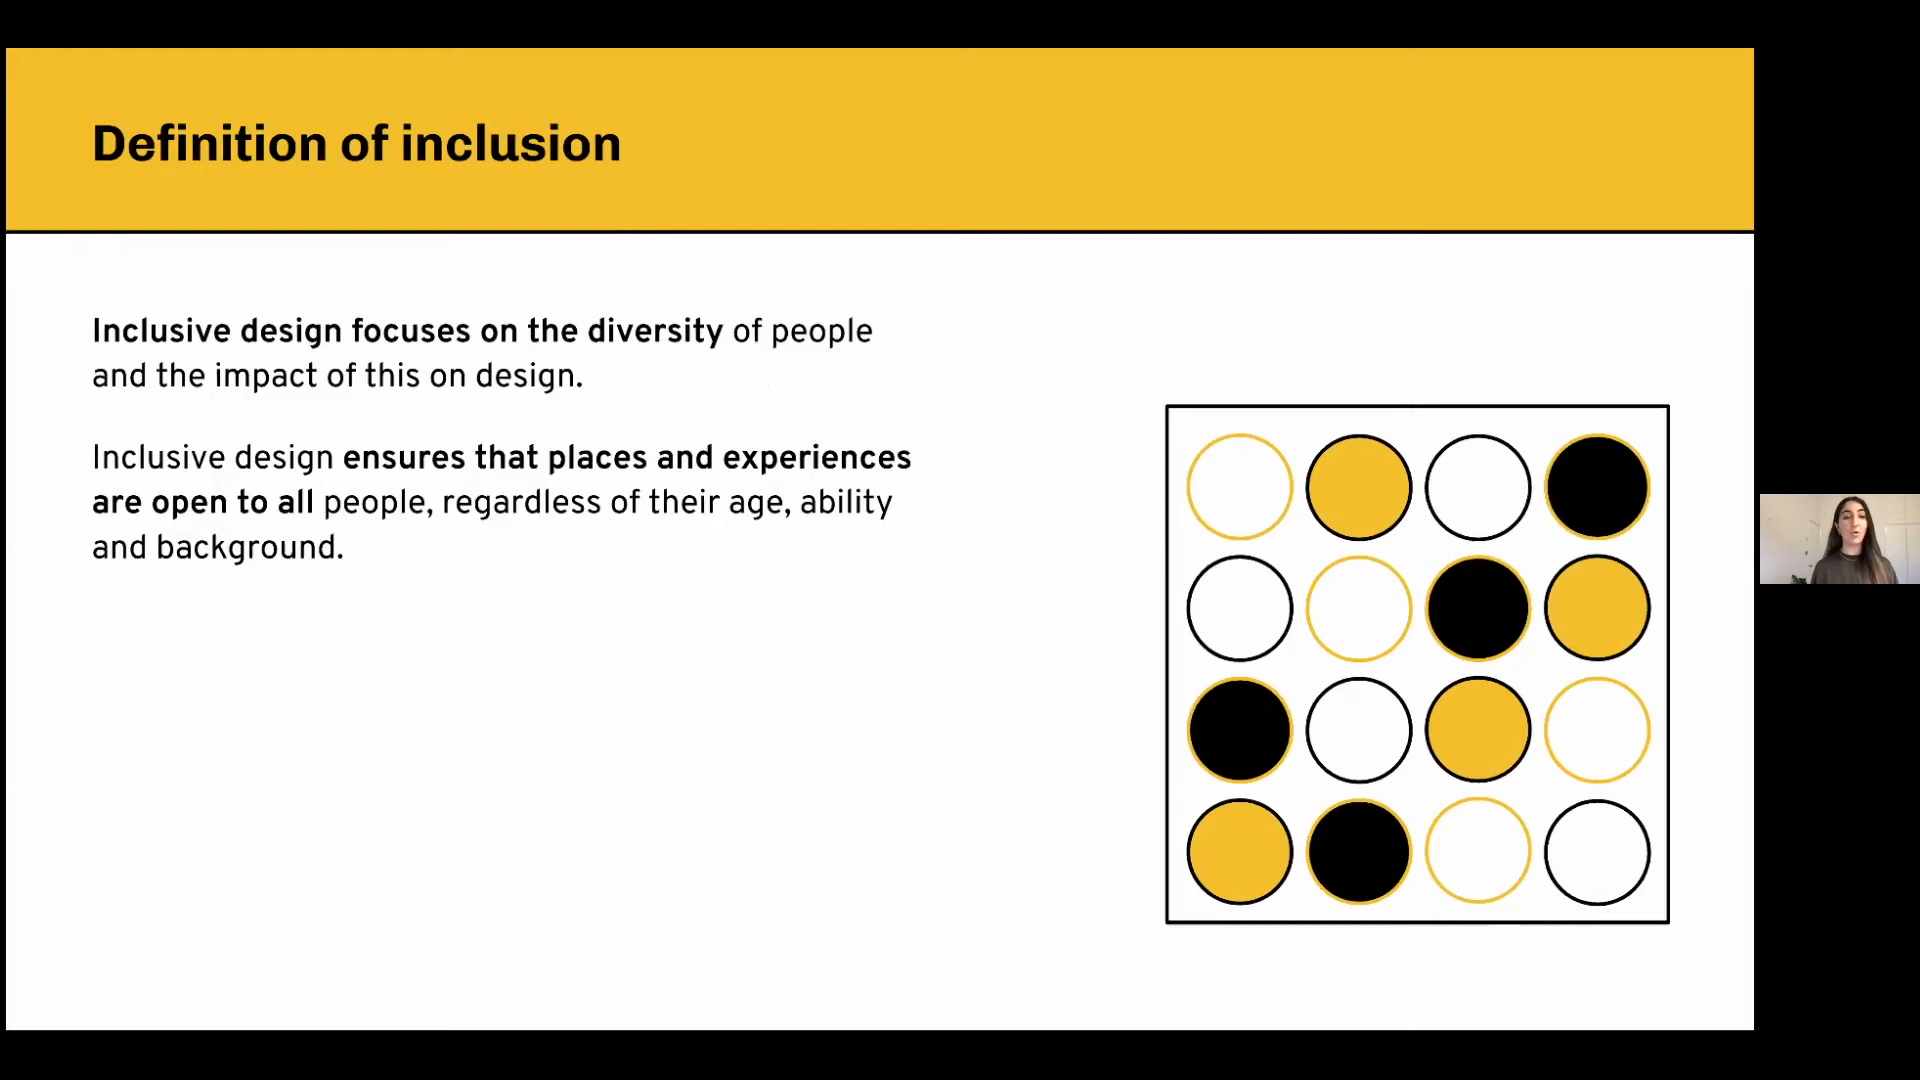 Definition of inclusion
Inclusive design focuses on the diversity of people
and the impact of this on design.
Inclusive design ensures that places and experiences
are open to all people, regardless of their age, ability
and background.